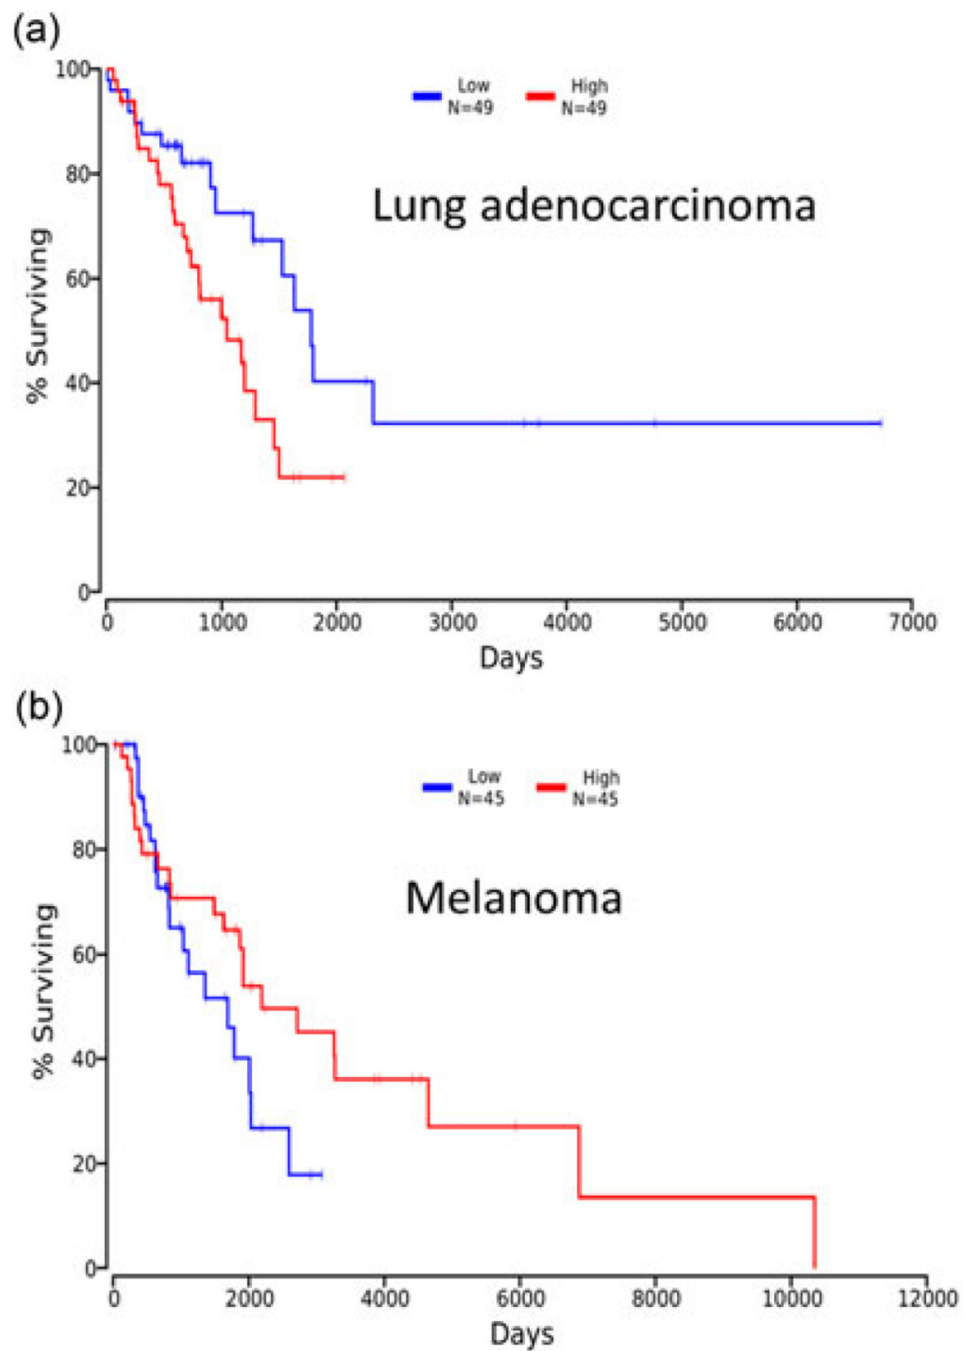 (a)
100
80
60
40
20
0
% Surviving
Low
N=49
High
N=49
Lung adenocarcinoma
0 1000 2000 3000 4000 5000 6000 7000
Days
(b)
100
80
60
40
20
0
% Surviving
Low
N=45
High
N=45
Melanoma
0 2000 4000 6000 8000 10000 12000
Days